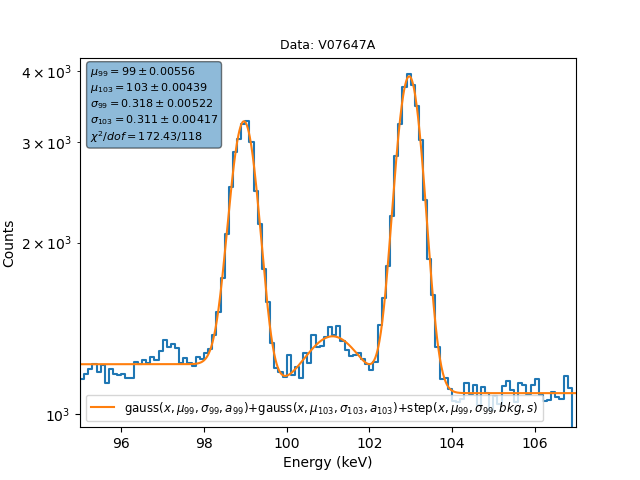 Data: V07647A
μ99 = 99 ± 0.00556
μ103 = 103 ± 0.00439
σ99 = 0.318 ± 0.00522
σ103 = 0.311 ± 0.00417
χ²/dof = 172.43/118
4 × 10³
3 × 10³
2 × 10³
10³
Counts
gauss(x, μ99, σ99, a99)+gauss(x, μ103, σ103, a103)+step(x, μ99, σ99, bkg, s)
96 98 100 102 104 106
Energy (keV)